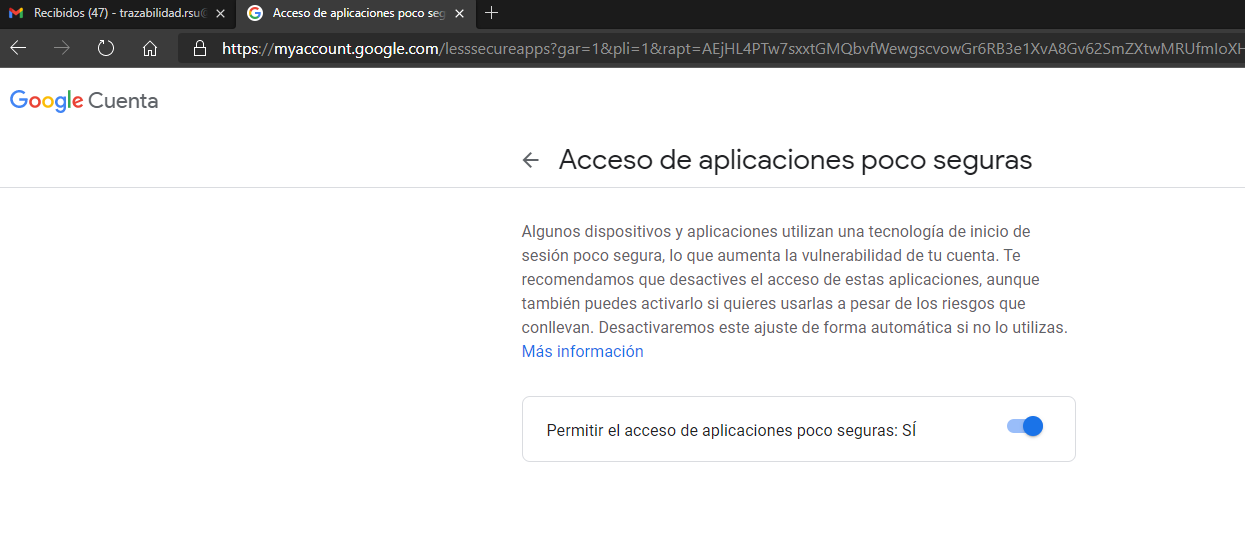 Recibidos (47) - trazabilidad.rsu@
Acceso de aplicaciones poco seg
https://myaccount.google.com/lesssecureapps?gar=1&pli=1&rapt=AEjHL4PTw7sxxtGMQbvfWewgscvowGr6RB3e1XvA8Gv62SmZXtwMRUfmIoXH
Google Cuenta
Acceso de aplicaciones poco seguras
Algunos dispositivos y aplicaciones utilizan una tecnología de inicio de
sesión poco segura, lo que aumenta la vulnerabilidad de tu cuenta. Te
recomendamos que desactives el acceso de estas aplicaciones, aunque
también puedes activarlo si quieres usarlas a pesar de los riesgos que
conllevan. Desactivaremos este ajuste de forma automática si no lo utilizas.
Más información
Permitir el acceso de aplicaciones poco seguras: SÍ